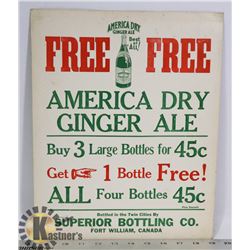 AMERICA DRY
GINGER ALE
Best of All!
FREE FREE
AMERICA DRY
GINGER ALE
Buy 3 Large Bottles for 45c
Get 1 Bottle Free!
ALL Four Bottles 45c
Bottled in the Twin Cities By
SUPERIOR BOTTLING CO.
FORT WILLIAM, CANADA
Kastner's